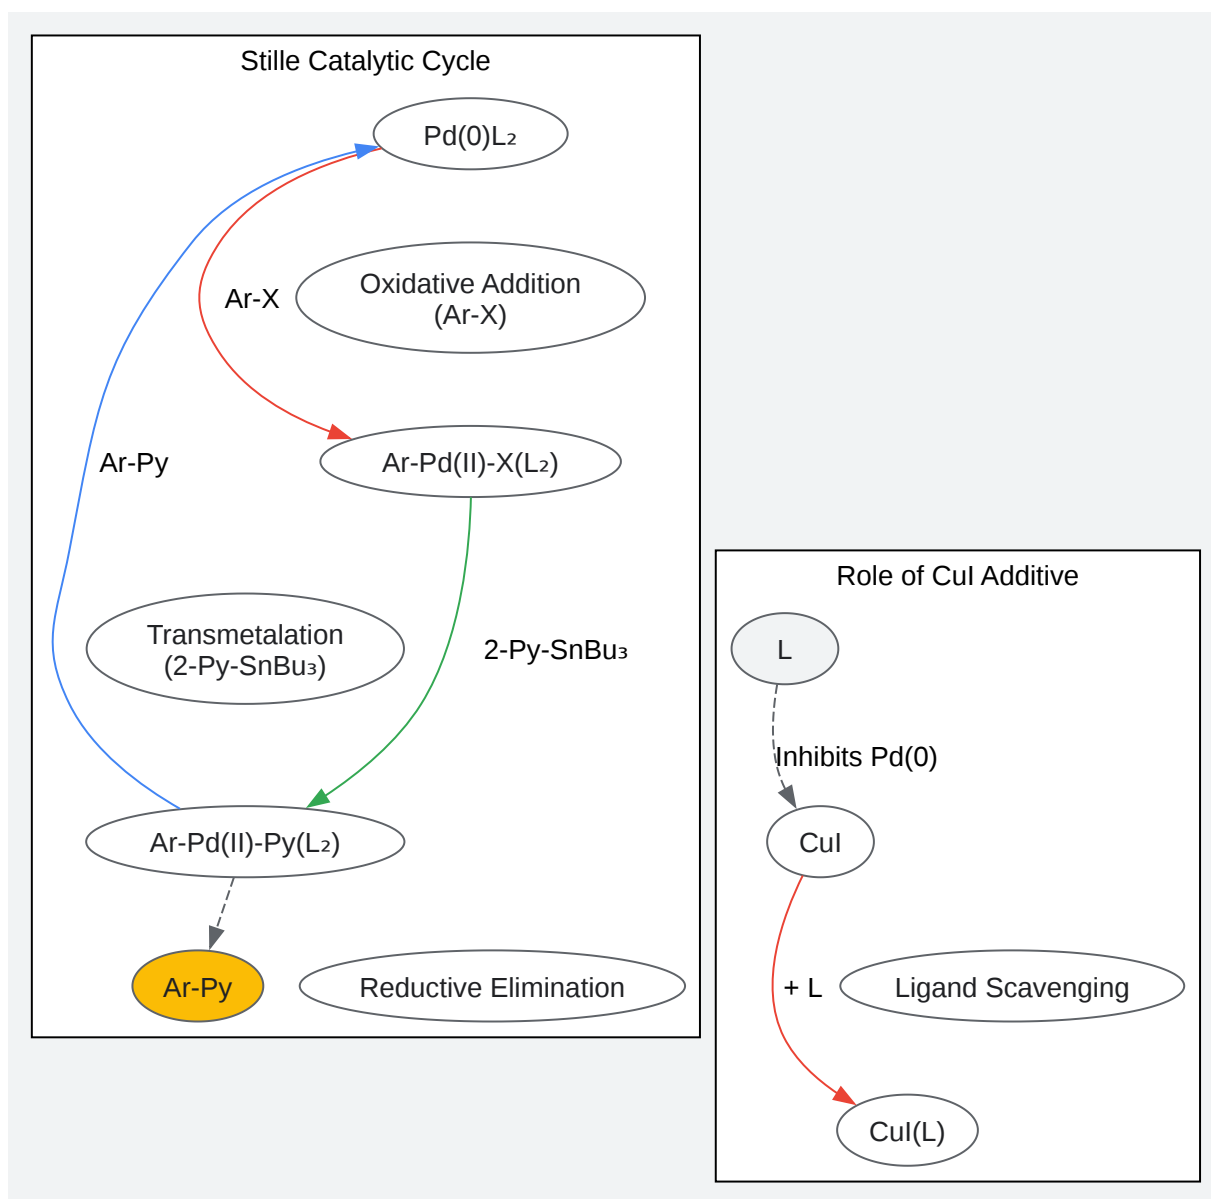 Stille Catalytic Cycle
Pd(0)L₂
Ar-X
Oxidative Addition
(Ar-X)
Ar-Py
Ar-Pd(II)-X(L₂)
Transmetalation
(2-Py-SnBu₃)
2-Py-SnBu₃
Ar-Pd(II)-Py(L₂)
Ar-Py
Reductive Elimination
Role of CuI Additive
L
Inhibits Pd(0)
CuI
+ L
Ligand Scavenging
CuI(L)